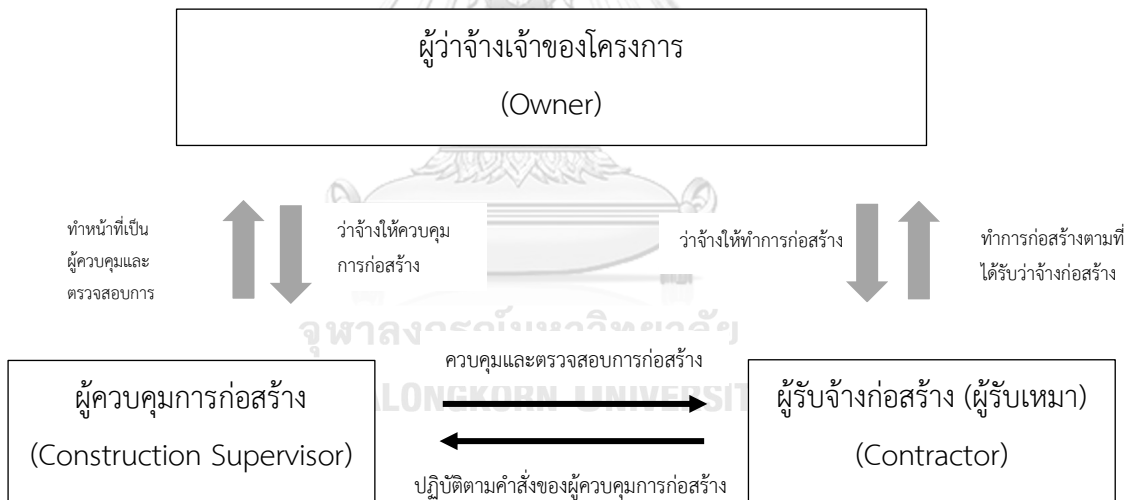 ผู้ว่าจ้างเจ้าของโครงการ
(Owner)
ทำหน้าที่เป็น
ผู้ควบคุมและ
ตรวจสอบการ
ว่าจ้างให้ควบคุม
การก่อสร้าง
ว่าจ้างให้ทำการก่อสร้าง
ทำการก่อสร้างตามที่
ได้รับว่าจ้างก่อสร้าง
ควบคุมและตรวจสอบการก่อสร้าง
ผู้ควบคุมการก่อสร้าง
(Construction Supervisor)
ผู้รับจ้างก่อสร้าง (ผู้รับเหมา)
(Contractor)
ปฏิบัติตามคำสั่งของผู้ควบคุมการก่อสร้าง